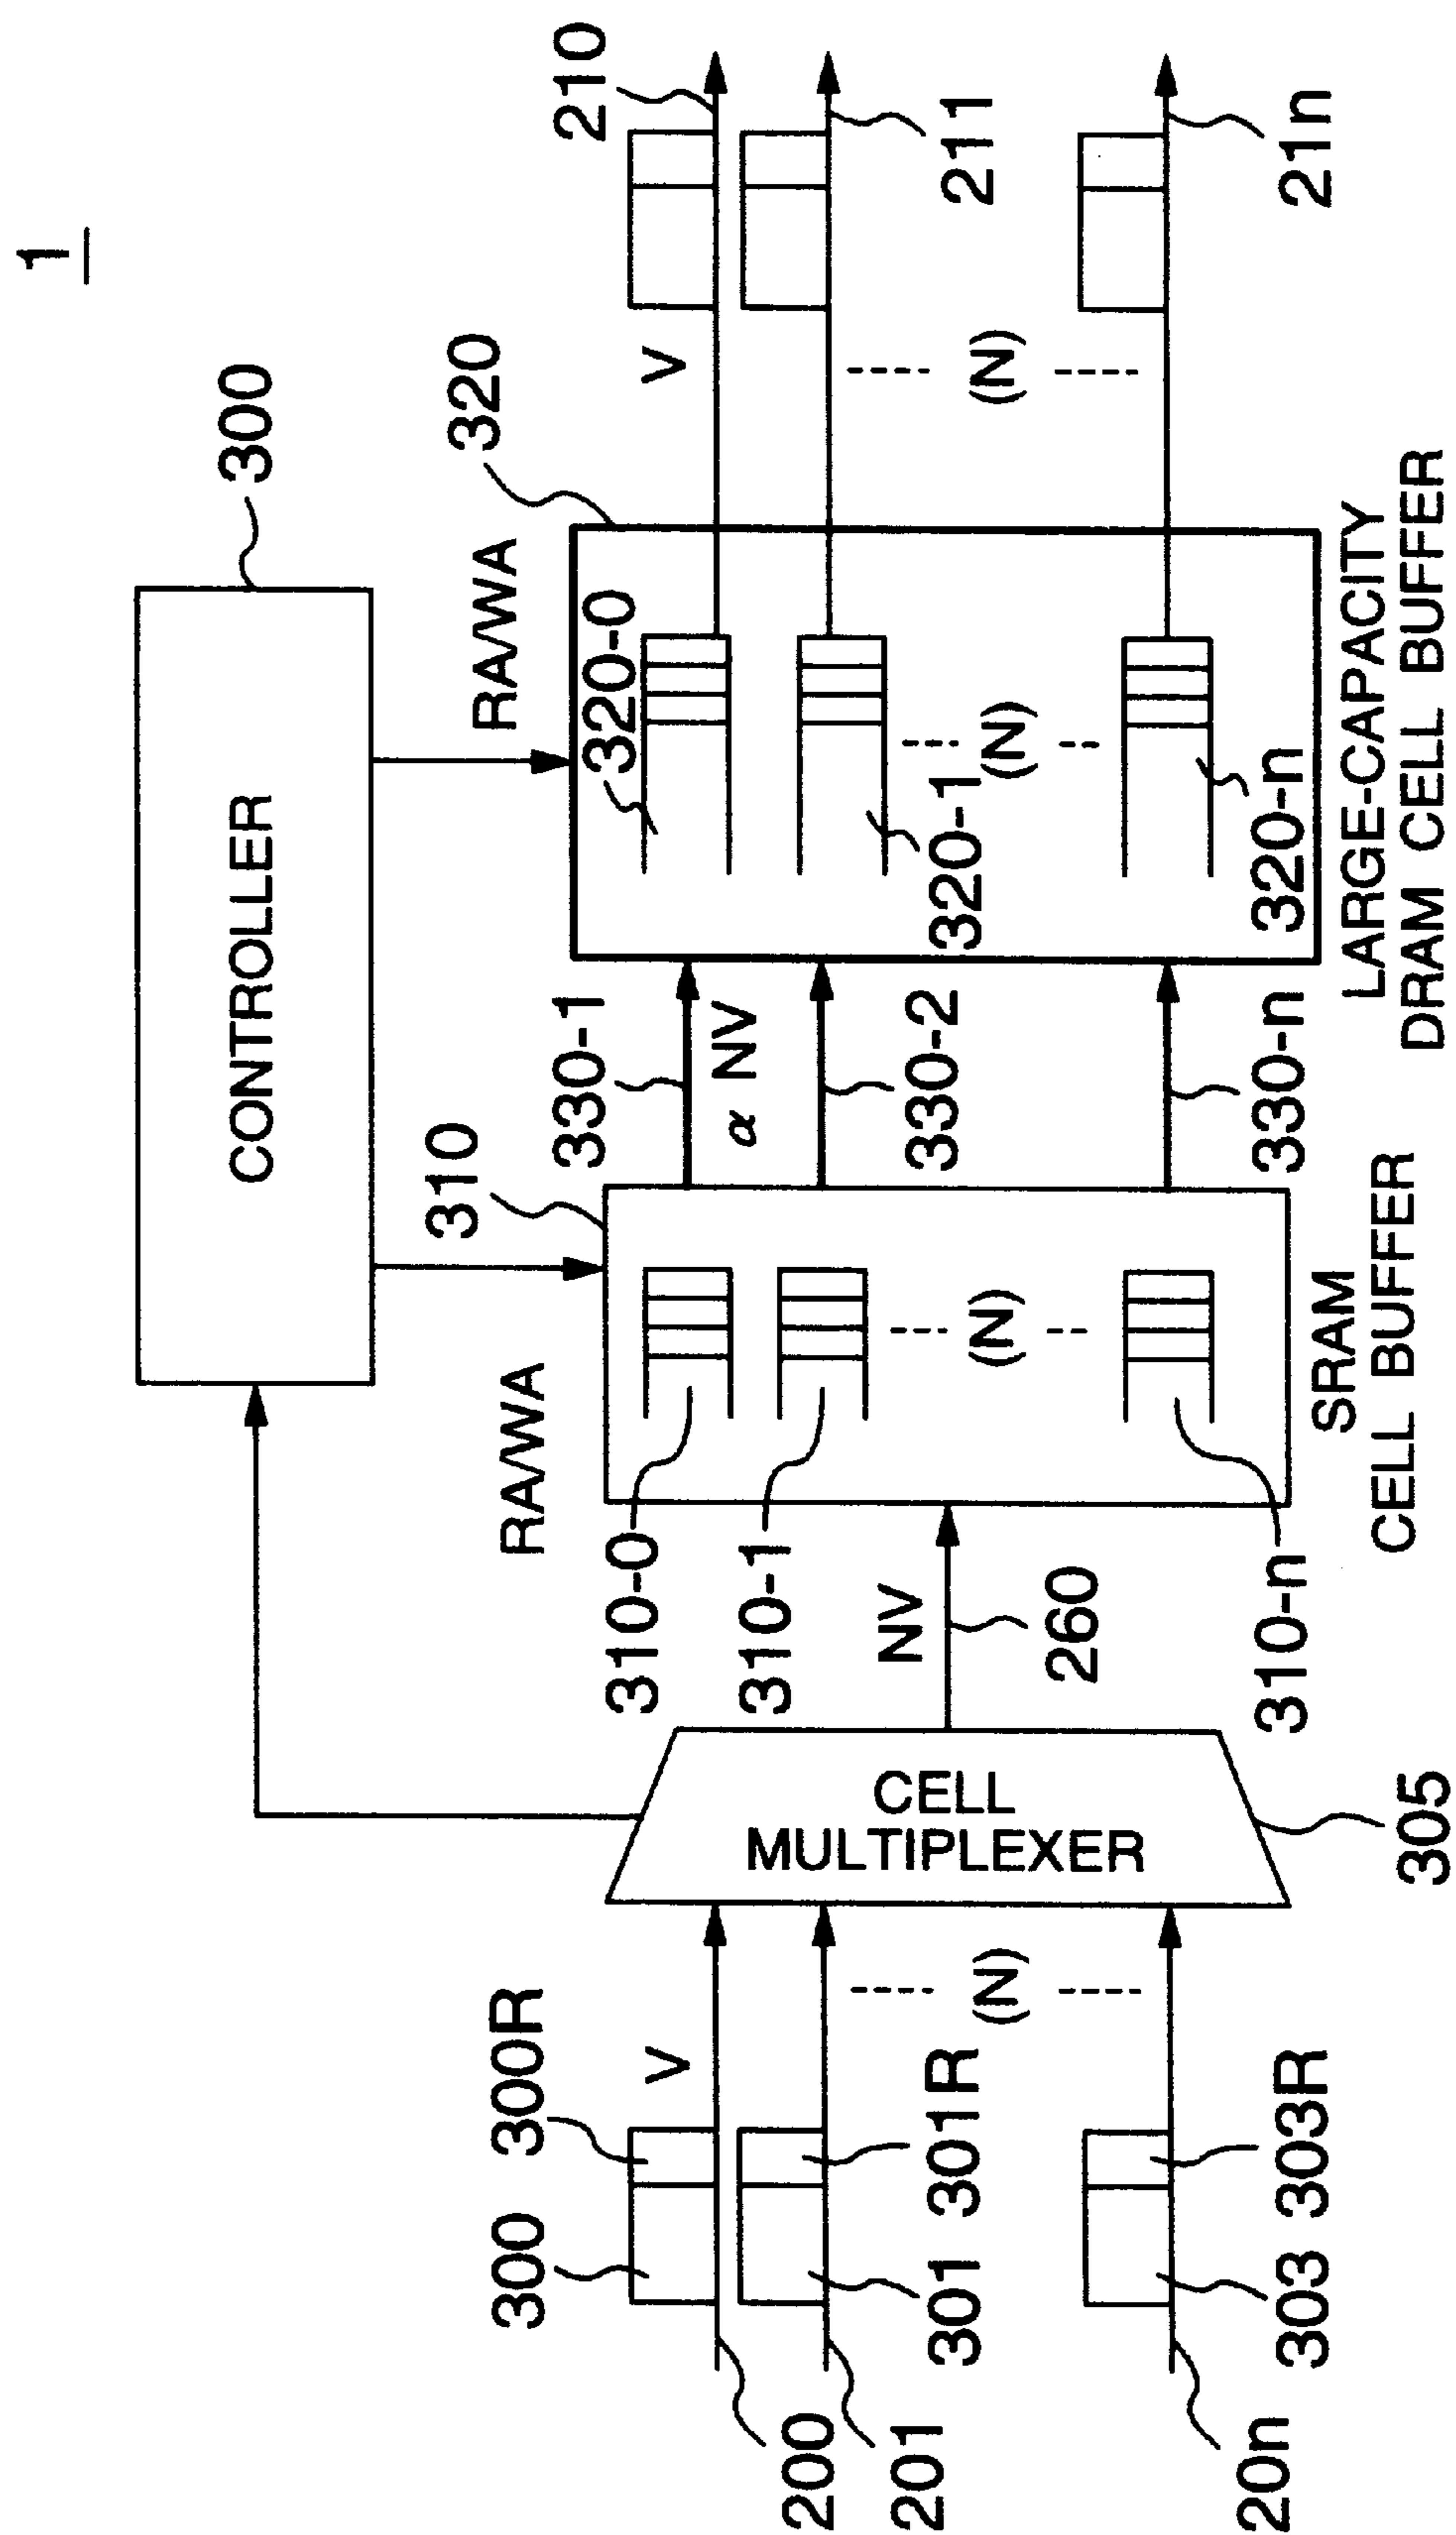 1
300
CONTROLLER
RA/WA
RA/WA
310
320
300R
300
V
301R
301
303R
303
(N)
200
201
20n
CELL
MULTIPLEXER
305
NV
260
310-0
310-1
(N)
310-n
SRAM
CELL BUFFER
330-1
α NV
330-2
330-n
320-0
320-1
(N)
320-n
LARGE-CAPACITY
DRAM CELL BUFFER
V
(N)
210
211
21n